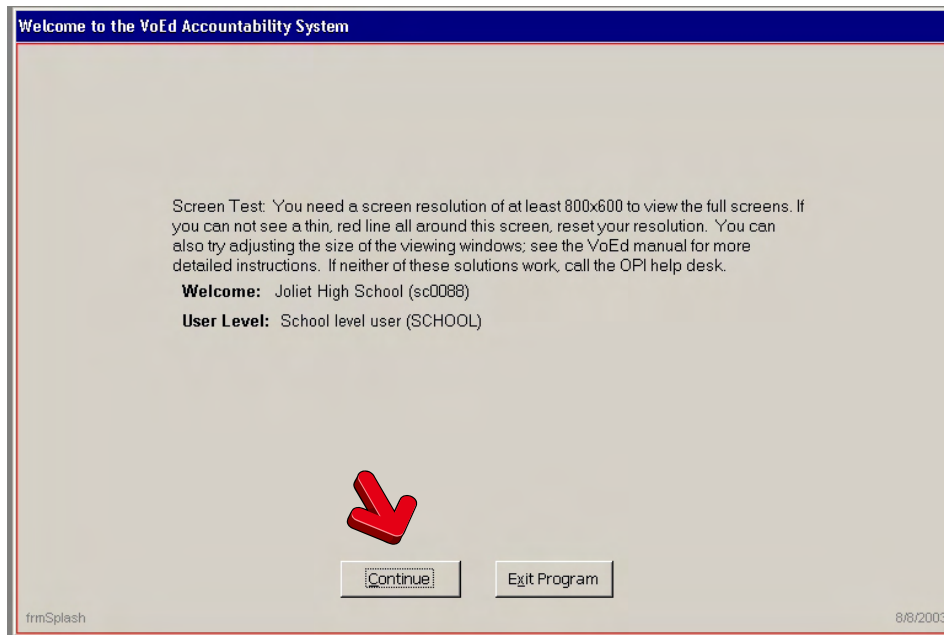 Welcome to the VoEd Accountability System
Screen Test: You need a screen resolution of at least 800x600 to view the full screens. If
you can not see a thin, red line all around this screen, reset your resolution. You can
also try adjusting the size of the viewing windows; see the VoEd manual for more
detailed instructions. If neither of these solutions work, call the OPI help desk.
Welcome: Joliet High School (sc0088)
User Level: School level user (SCHOOL)
Continue Exit Program
frmSplash 8/8/2003